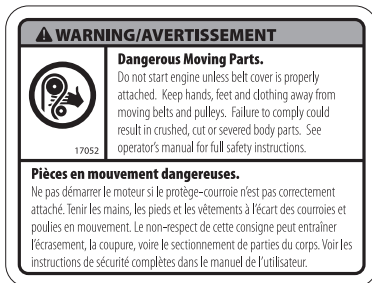 ⚠ WARNING/AVERTISSEMENT
Dangerous Moving Parts.
Do not start engine unless belt cover is properly
attached. Keep hands, feet and clothing away from
moving belts and pulleys. Failure to comply could
result in crushed, cut or severed body parts. See
operator's manual for full safety instructions.
17052
Pièces en mouvement dangereuses.
Ne pas démarrer le moteur si le protège-courroie n'est pas correctement
attaché. Tenir les mains, les pieds et les vêtements à l'écart des courroies et
poulies en mouvement. Le non-respect de cette consigne peut entraîner
l'écrasement, la coupure, voire le sectionnement de parties du corps. Voir les
instructions de sécurité complètes dans le manuel de l'utilisateur.